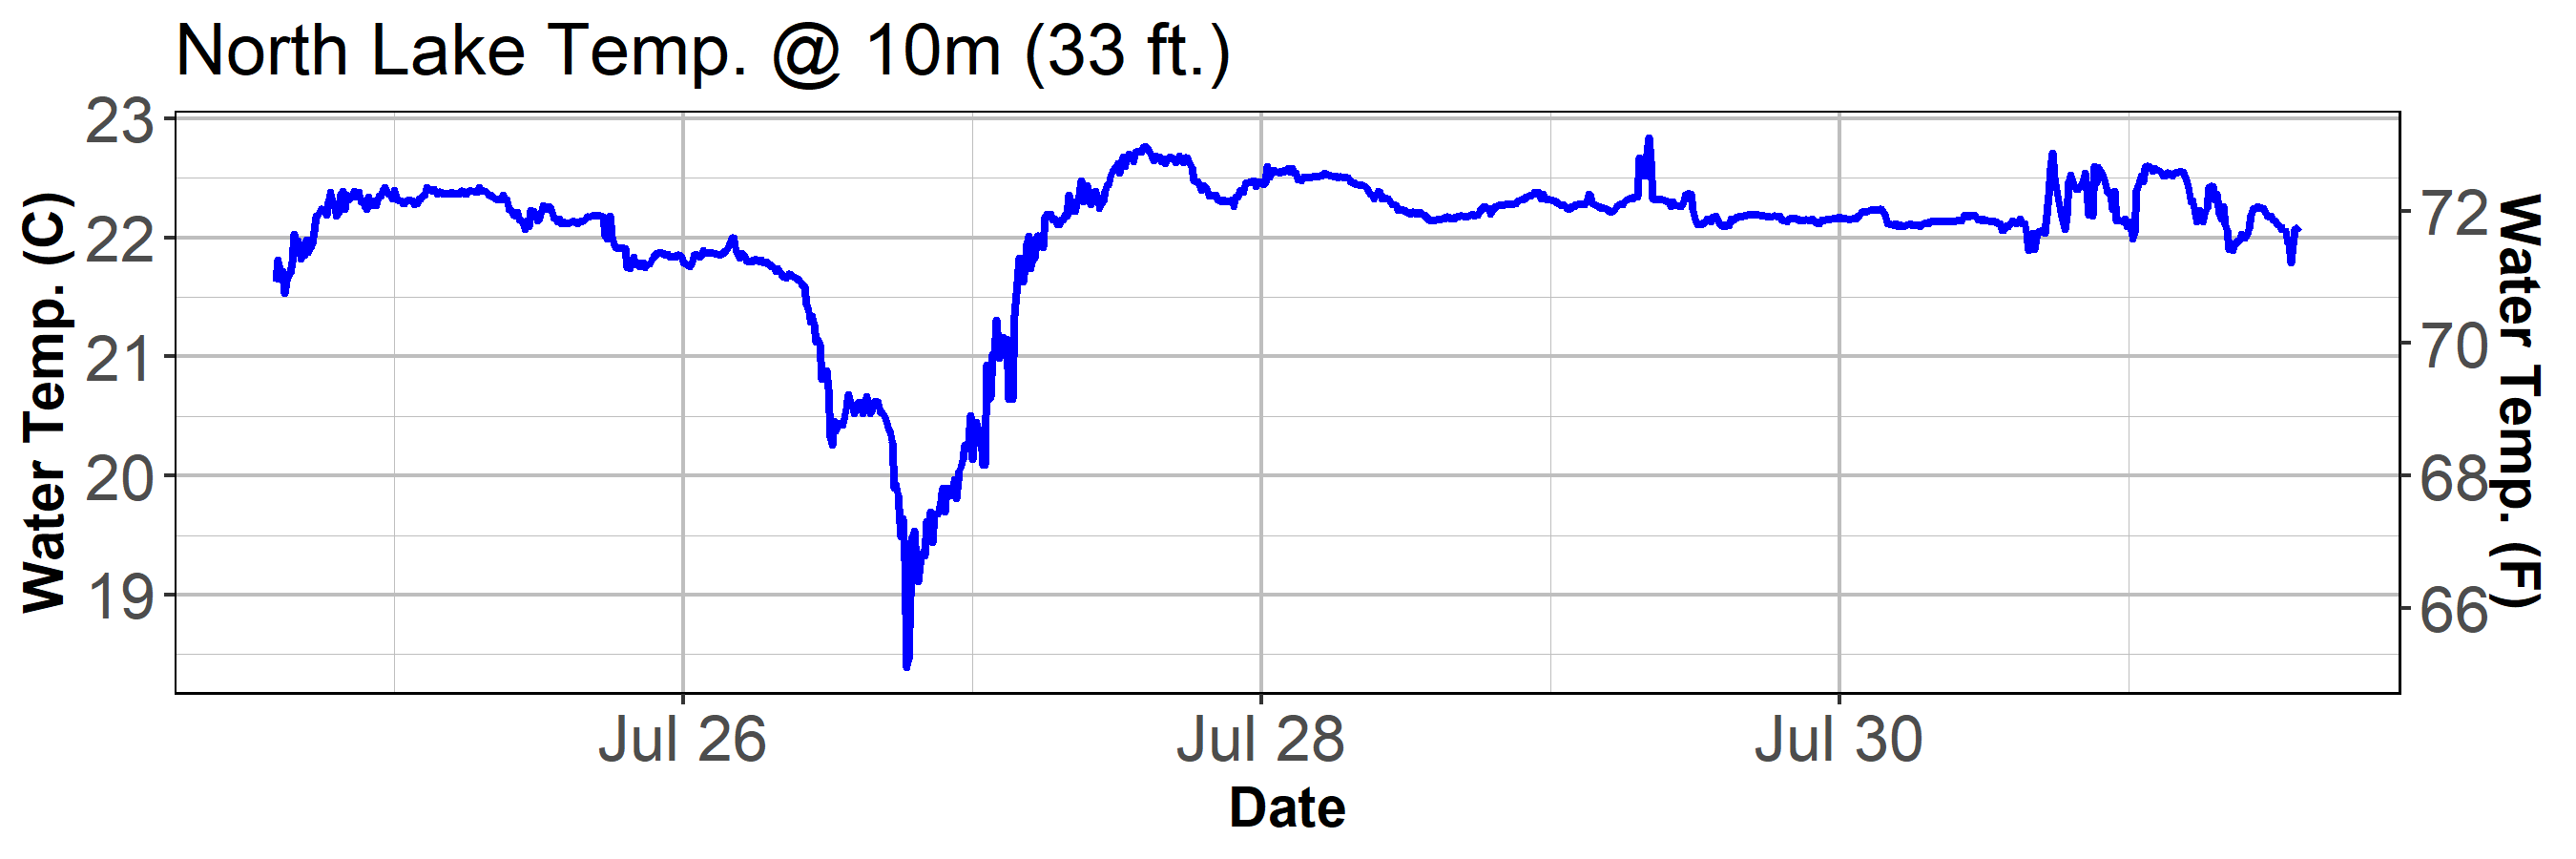 North Lake Temp. @ 10m (33 ft.)
Water Temp. (C)
23
22
21
20
19
72
70
68
66
Water Temp. (F)
Jul 26 Jul 28 Jul 30
Date